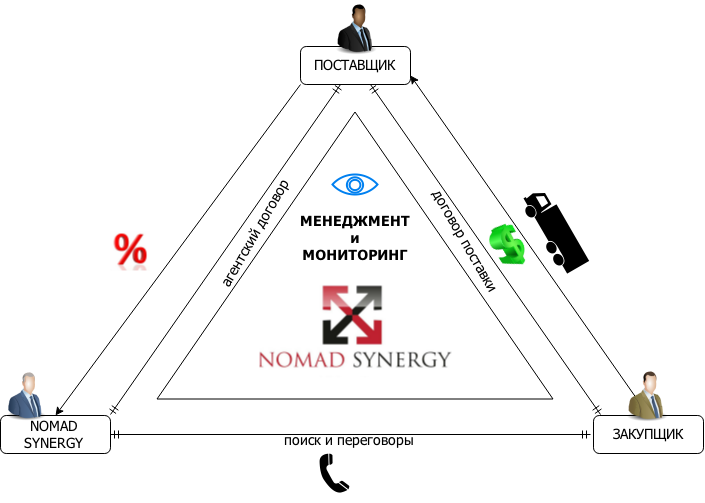 ПОСТАВЩИК
агентский договор
договор поставки
%
$
МЕНЕДЖМЕНТ
и
МОНИТОРИНГ
NOMAD SYNERGY
NOMAD
SYNERGY
поиск и переговоры
ЗАКУПЩИК